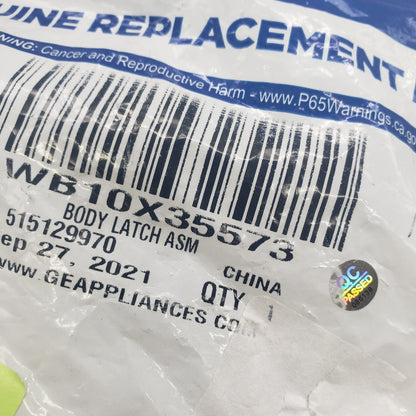 UINE REPLACEMENT
NING: Cancer and Reproductive Harm - www.P65Warnings.ca.go
WB10X35573
BODY LATCH ASM
515129970
ep 27, 2021
CHINA
www.GEAPPLIANCES COM
QTY 1
QC
PASSED